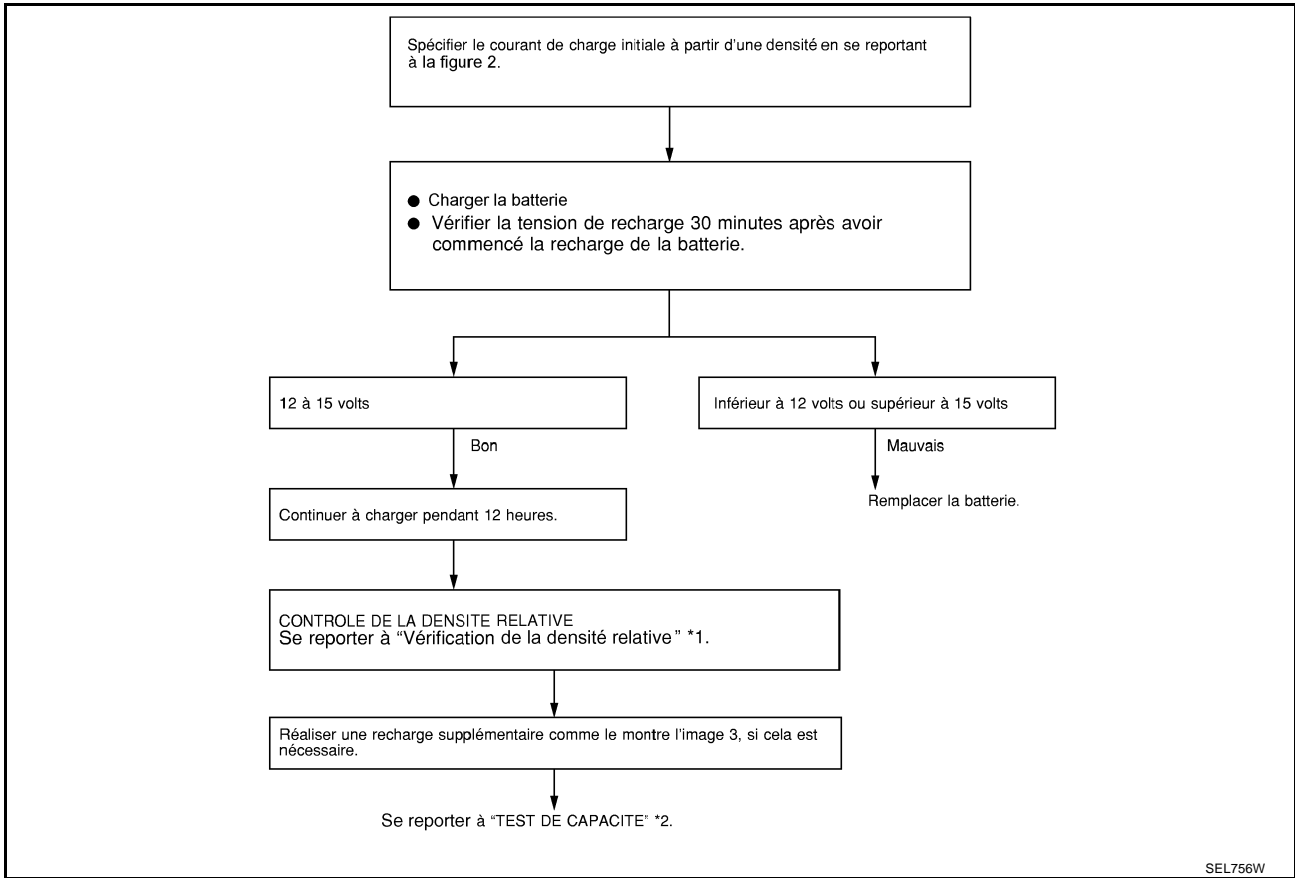 Spécifier le courant de charge initiale à partir d'une densité en se reportant
à la figure 2.
● Charger la batterie
● Vérifier la tension de recharge 30 minutes après avoir
commencé la recharge de la batterie.
12 à 15 volts
Inférieur à 12 volts ou supérieur à 15 volts
Bon
Mauvais
Continuer à charger pendant 12 heures.
Remplacer la batterie.
CONTROLE DE LA DENSITE RELATIVE
Se reporter à “Vérification de la densité relative” *1.
Réaliser une recharge supplémentaire comme le montre l'image 3, si cela est
nécessaire.
Se reporter à “TEST DE CAPACITE” *2.
SEL756W